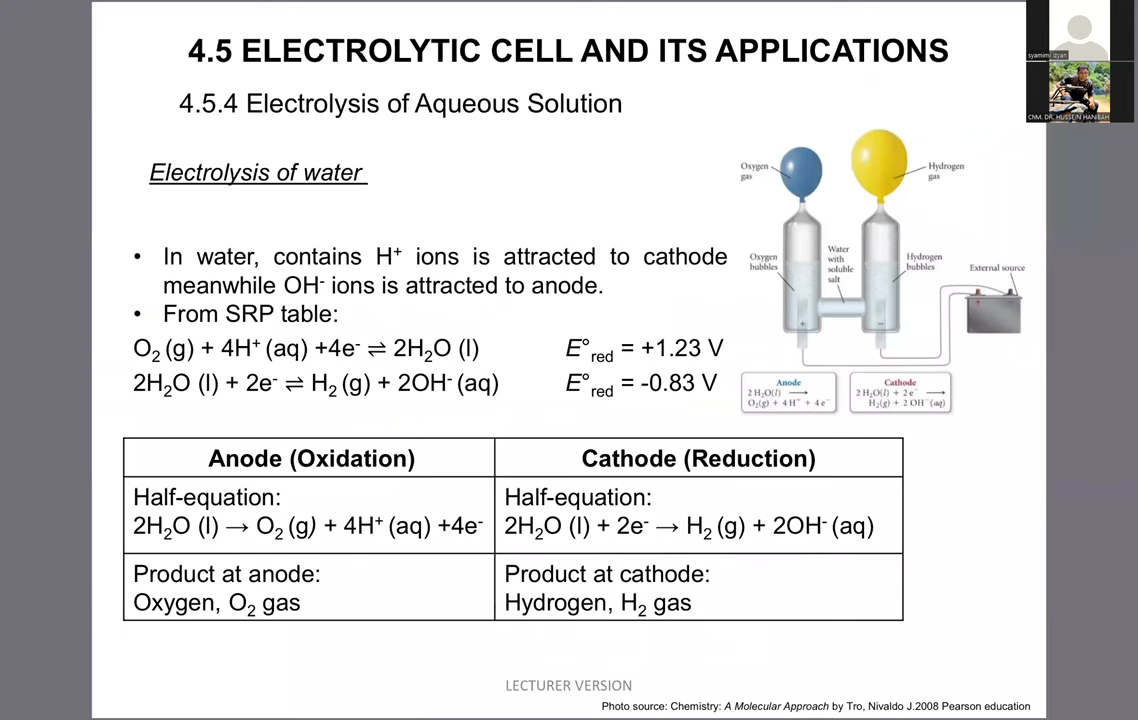 4.5 ELECTROLYTIC CELL AND ITS APPLICATIONS
4.5.4 Electrolysis of Aqueous Solution
Electrolysis of water
• In water, contains H⁺ ions is attracted to cathode
meanwhile OH⁻ ions is attracted to anode.
• From SRP table:
O₂ (g) + 4H⁺ (aq) +4e⁻ ⇌ 2H₂O (l) E°red = +1.23 V
2H₂O (l) + 2e⁻ ⇌ H₂ (g) + 2OH⁻ (aq) E°red = -0.83 V
Oxygen
gas
Hydrogen
gas
Oxygen
bubbles
Water
with
soluble
salt
Hydrogen
bubbles
External source
+
−
+
−
Anode
2 H₂O(l) ⟶
O₂(g) + 4 H⁺ + 4 e⁻
Cathode
2 H₂O(l) + 2 e⁻ ⟶
H₂(g) + 2 OH⁻(aq)
Anode (Oxidation) Cathode (Reduction)
Half-equation: Half-equation:
2H₂O (l) → O₂ (g) + 4H⁺ (aq) +4e⁻ 2H₂O (l) + 2e⁻ → H₂ (g) + 2OH⁻ (aq)
Product at anode: Product at cathode:
Oxygen, O₂ gas Hydrogen, H₂ gas
LECTURER VERSION
Photo source: Chemistry: A Molecular Approach by Tro, Nivaldo J.2008 Pearson education
syamimi izyan
ChM. DR. HUSSEIN HANIBAH